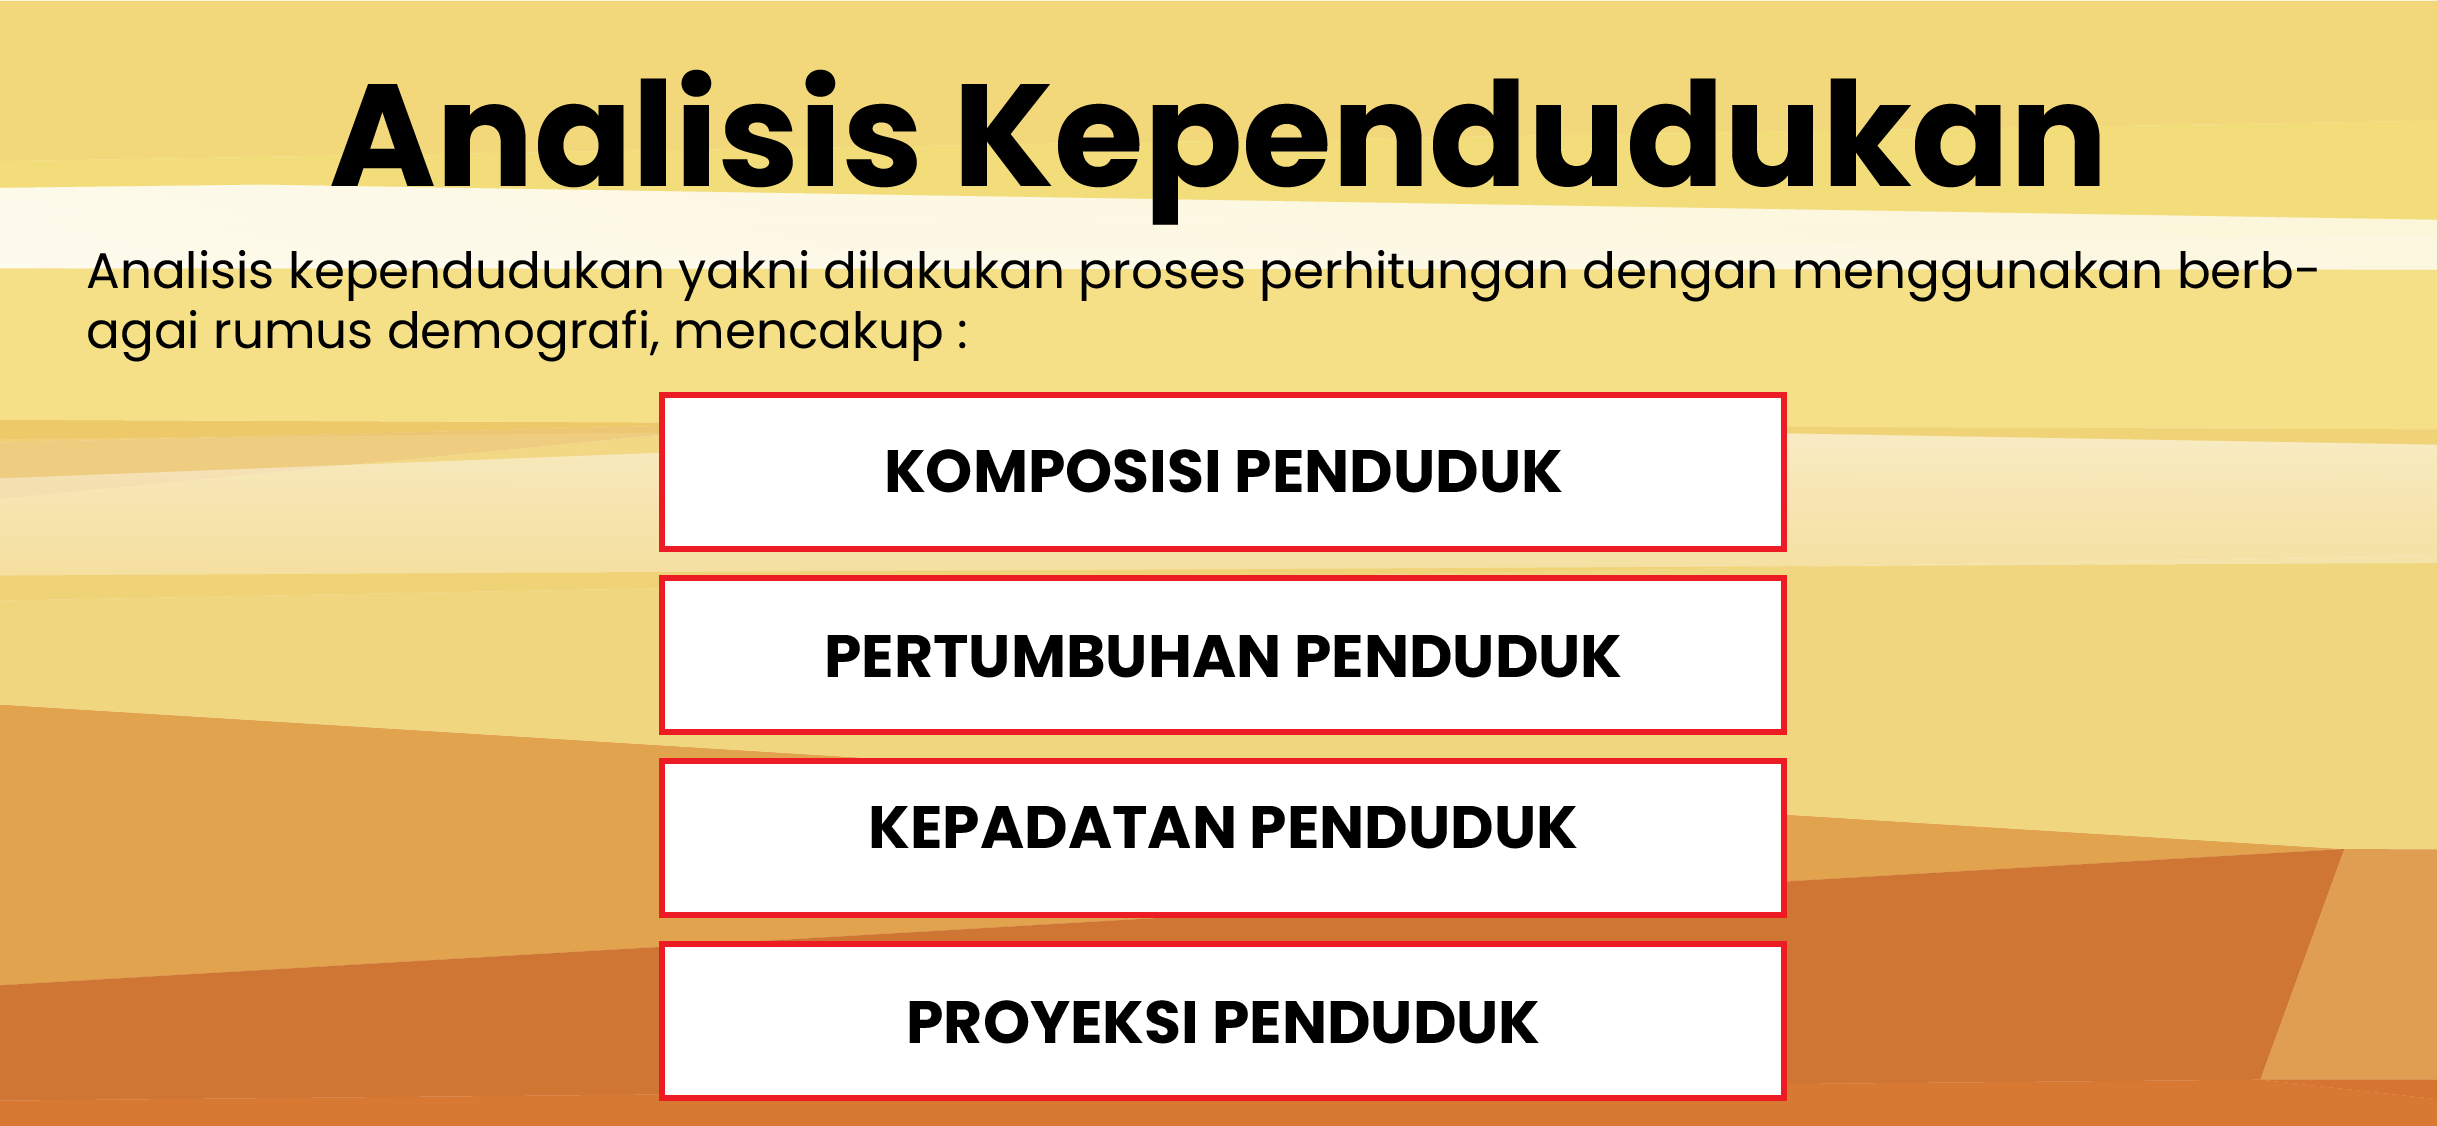 Analisis Kependudukan
Analisis kependudukan yakni dilakukan proses perhitungan dengan menggunakan berb-
agai rumus demografi, mencakup :
KOMPOSISI PENDUDUK
PERTUMBUHAN PENDUDUK
KEPADATAN PENDUDUK
PROYEKSI PENDUDUK